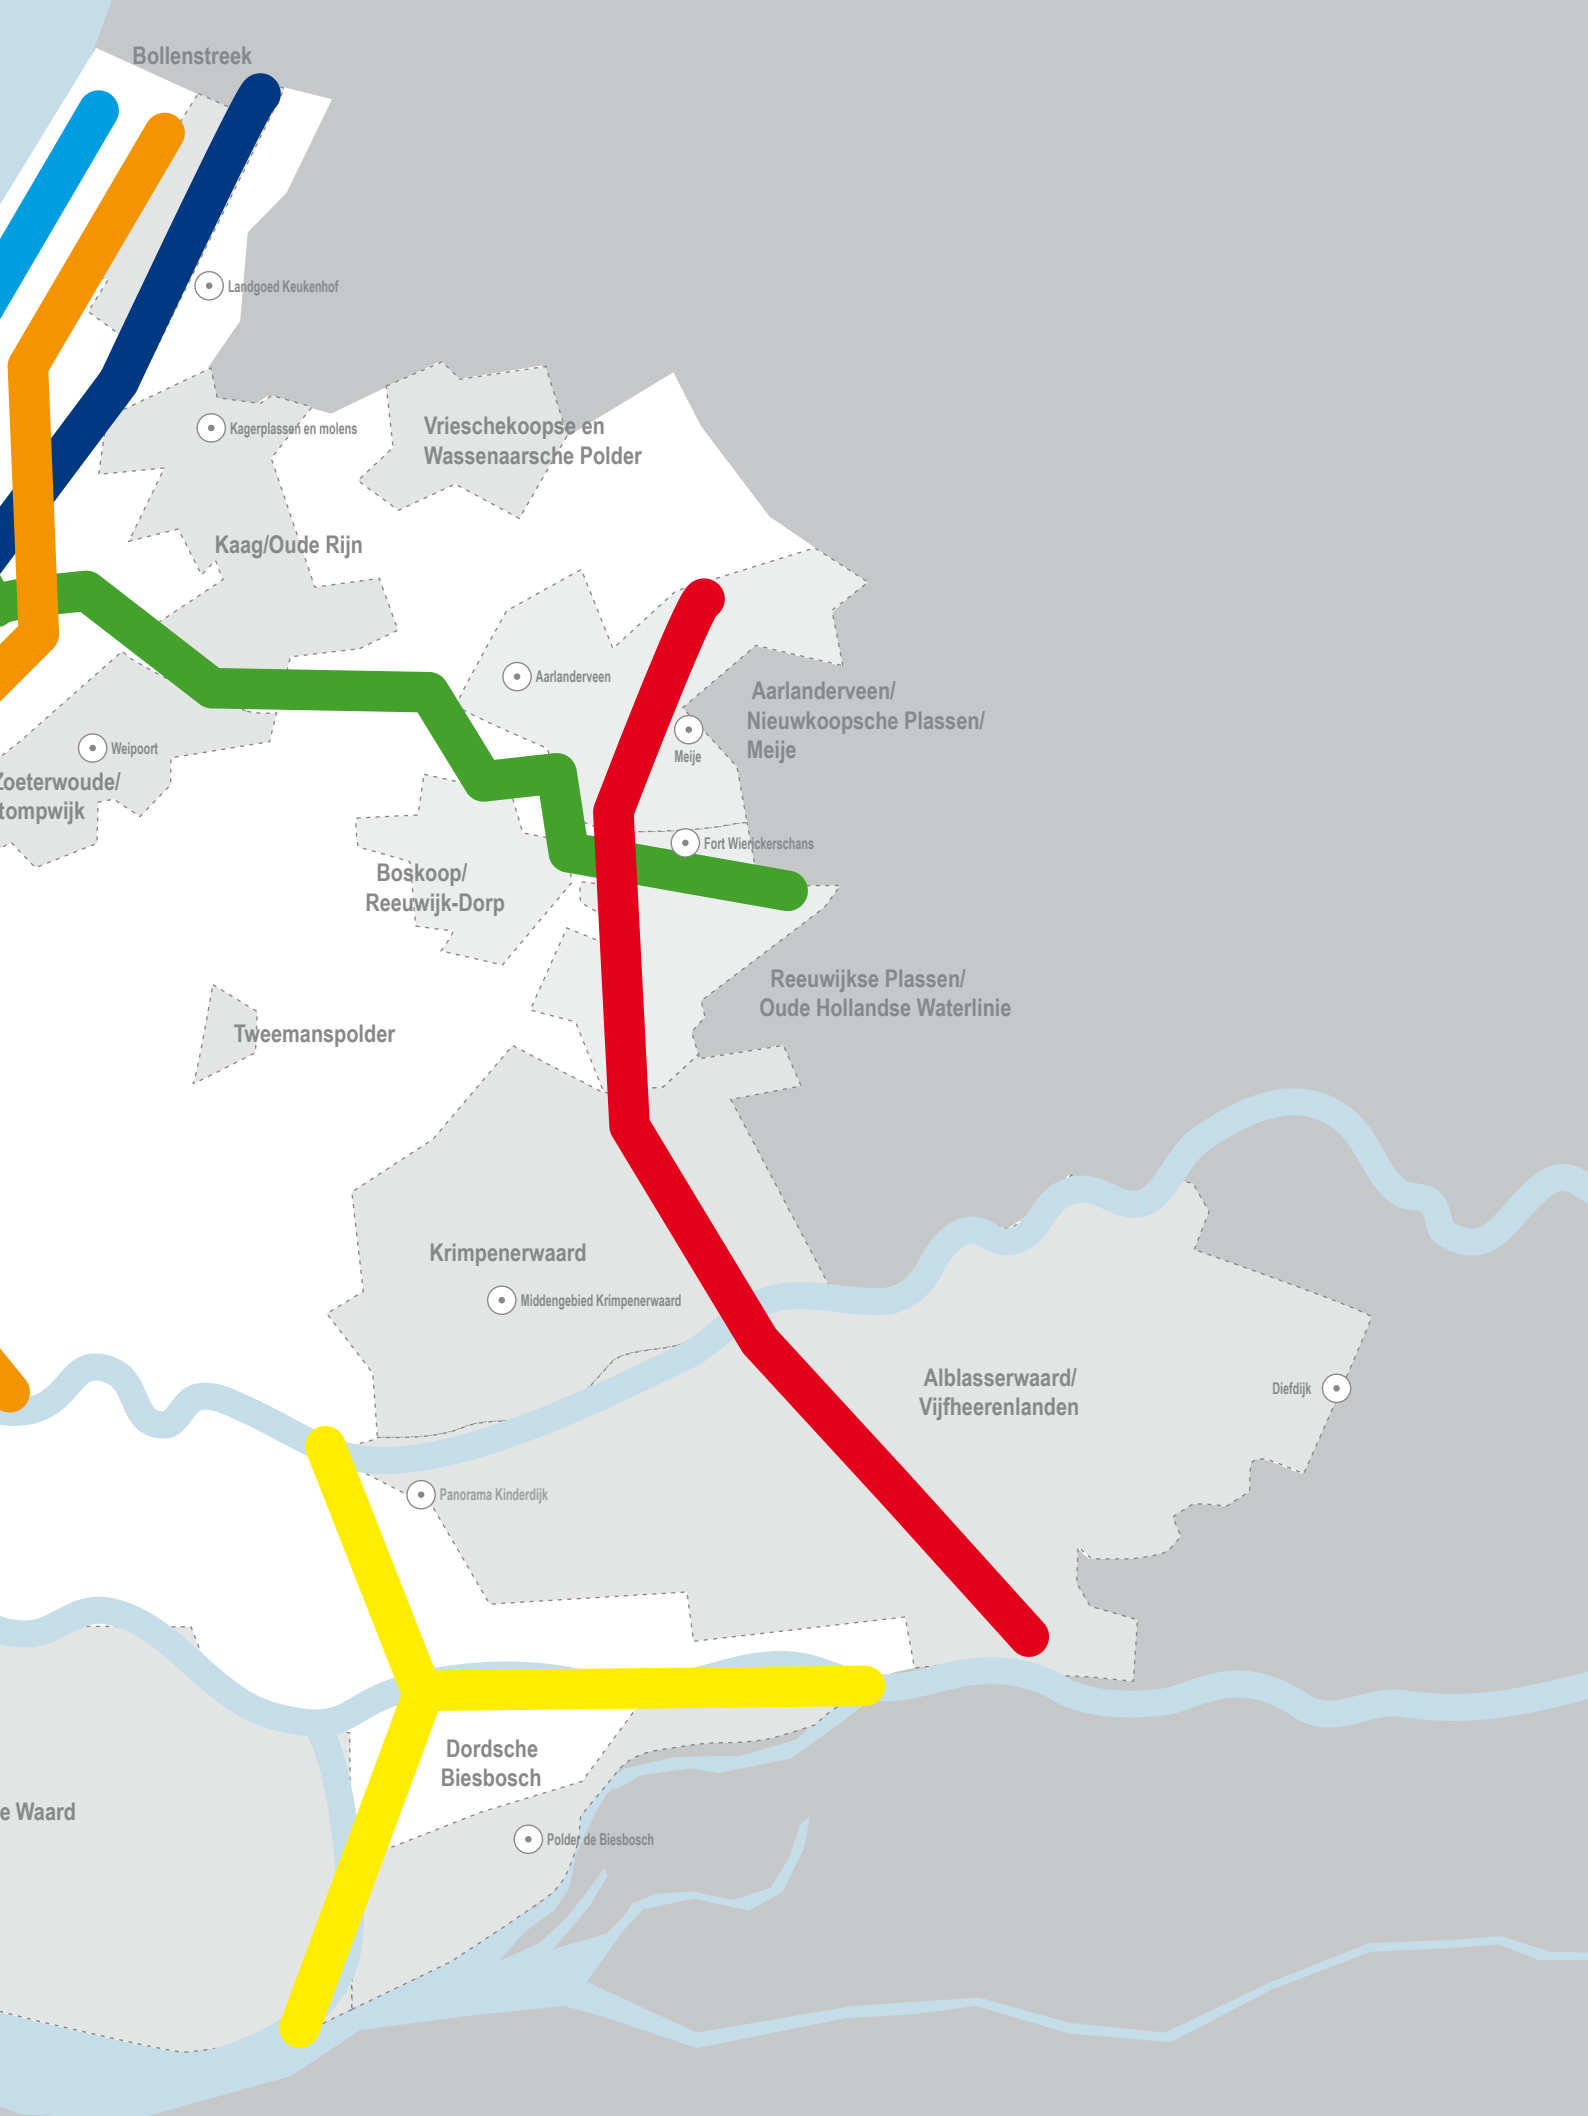 Bollenstreek
Landgoed Keukenhof
Kagerplassen en molens
Vrieschekoopse en
Wassenaarsche Polder
Kaag/Oude Rijn
Aarlanderveen
Aarlanderveen/
Nieuwkoopsche Plassen/
Meije
Meije
Weipoort
Zoeterwoude/
tompwijk
Fort Wierickerschans
Boskoop/
Reeuwijk-Dorp
Reeuwijkse Plassen/
Oude Hollandse Waterlinie
Tweemanspolder
Krimpenerwaard
Middengebied Krimpenerwaard
Alblasserwaard/
Vijfheerenlanden
Diefdijk
Panorama Kinderdijk
Dordsche
Biesbosch
e Waard
Polder de Biesbosch